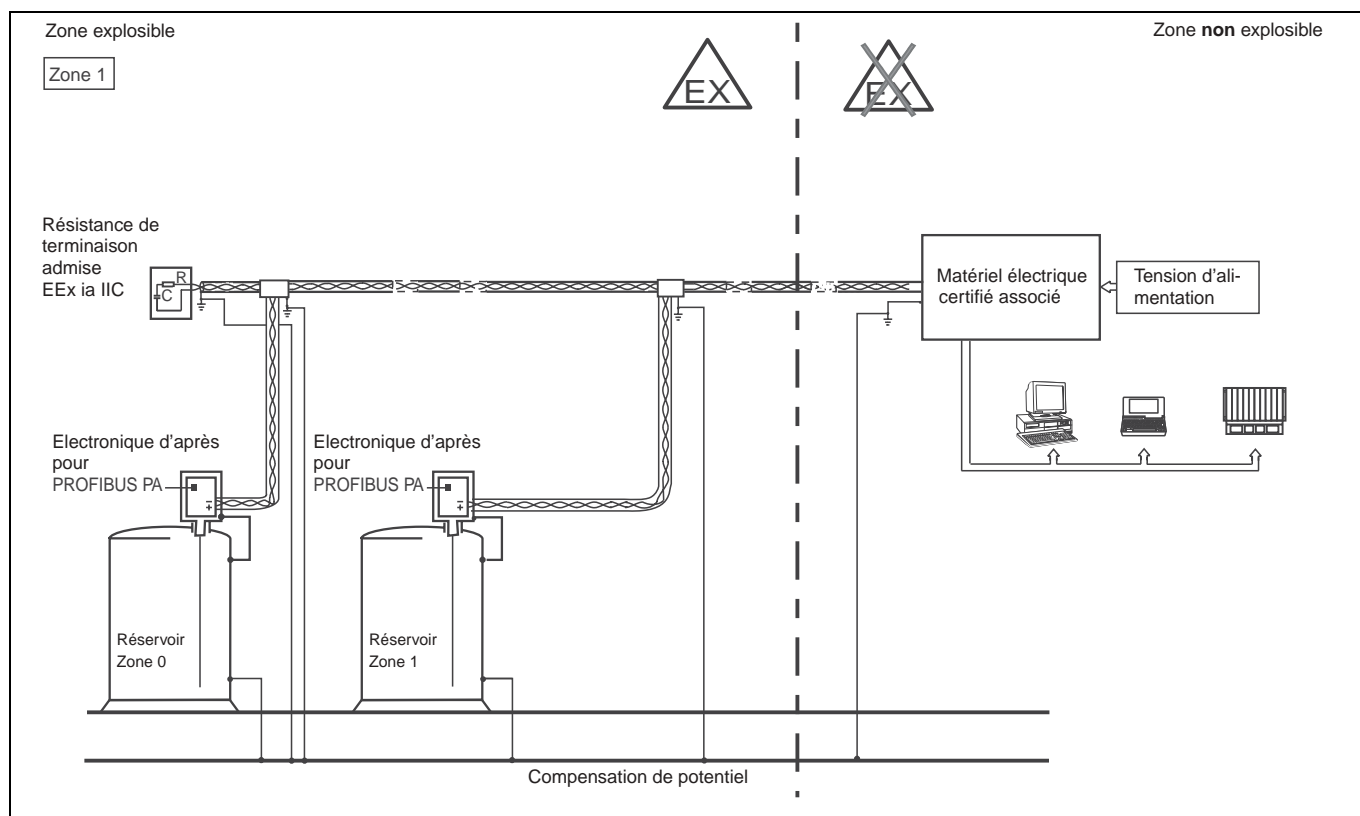 Zone explosible
Zone non explosible
Zone 1
EX
EX
Résistance de
terminaison
admise
EEx ia IIC
R
C
Matériel électrique
certifié associé
Tension d'ali-
mentation
Electronique d'après
pour
PROFIBUS PA
Electronique d'après
pour
PROFIBUS PA
Réservoir
Zone 0
Réservoir
Zone 1
Compensation de potentiel